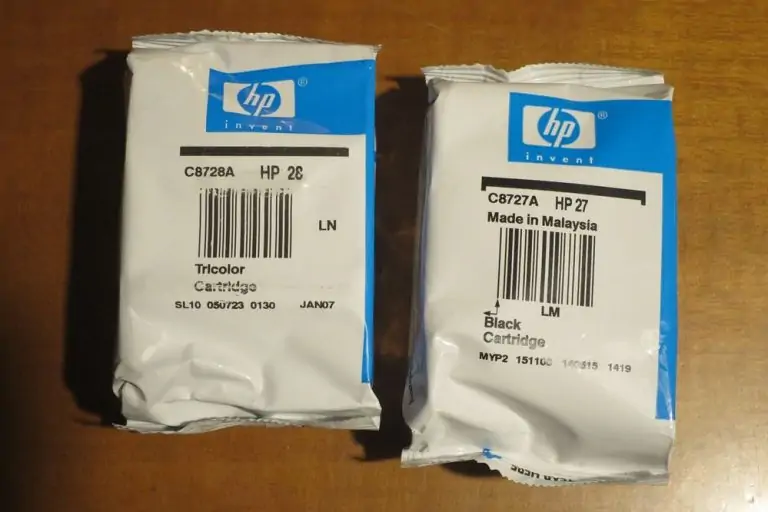 hp®
invent
C8728A HP 28
LN
Tricolor
Cartridge
SL10 050723 0130 JAN07
hp®
invent
C8727A HP 27
Made in Malaysia
LM
Black
Cartridge
MYP2 1419
HERE